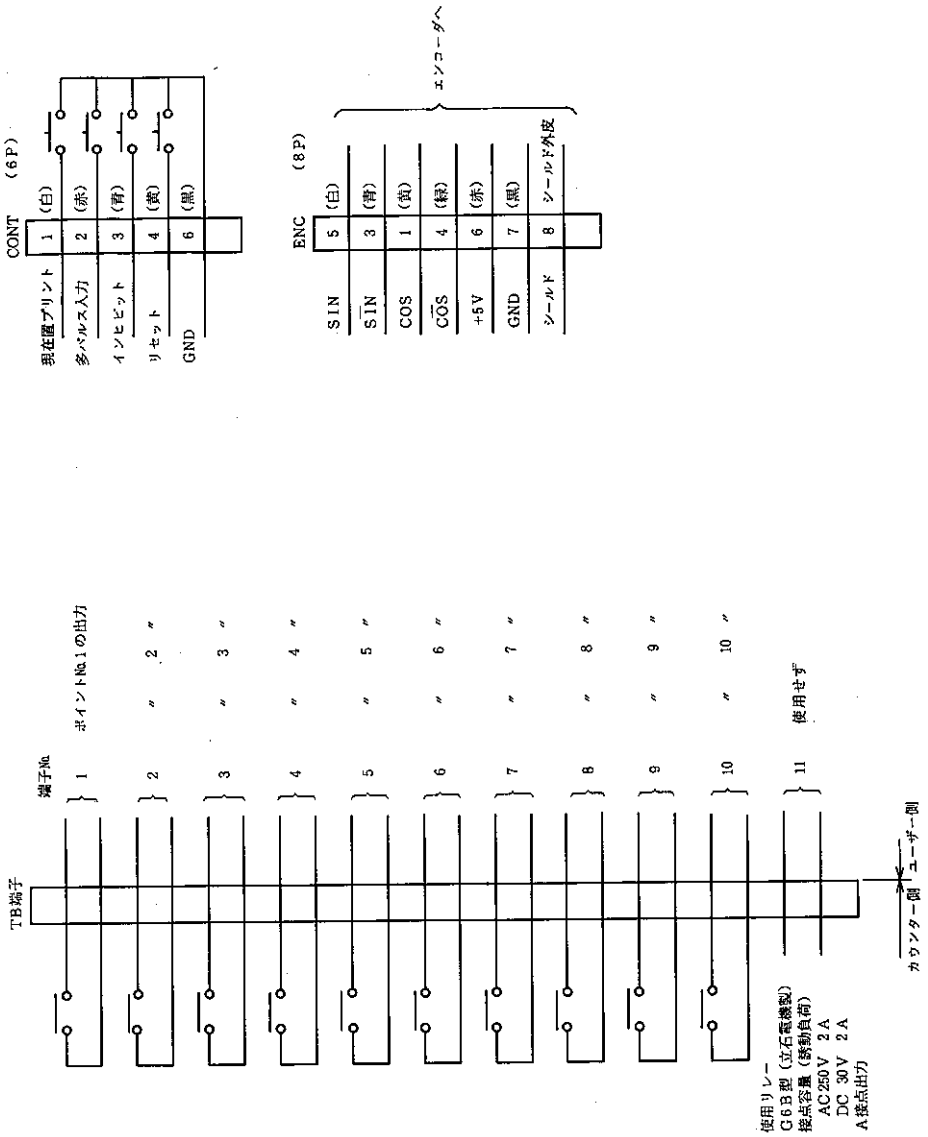 CONT (6P)
現在置プリント 1 (白)
多パルス入力 2 (赤)
インヒビット 3 (青)
リセット 4 (黄)
GND 6 (黒)
ENC (8P)
SIN 5 (白)
S̅I̅N̅ 3 (青)
COS 1 (黄)
C̅O̅S̅ 4 (緑)
+5V 6 (赤)
GND 7 (黒)
シールド 8 シールド外皮
エンコーダへ
TB端子
端子№
1 ポイント№1の出力
2 〃 2 〃
3 〃 3 〃
4 〃 4 〃
5 〃 5 〃
6 〃 6 〃
7 〃 7 〃
8 〃 8 〃
9 〃 9 〃
10 〃 10 〃
11 使用せず
カウンター側 ユーザー側
使用リレー
G6B型 (立石電機製)
接点容量 (誘動負荷)
AC250V 2A
DC 30V 2A
A接点出力